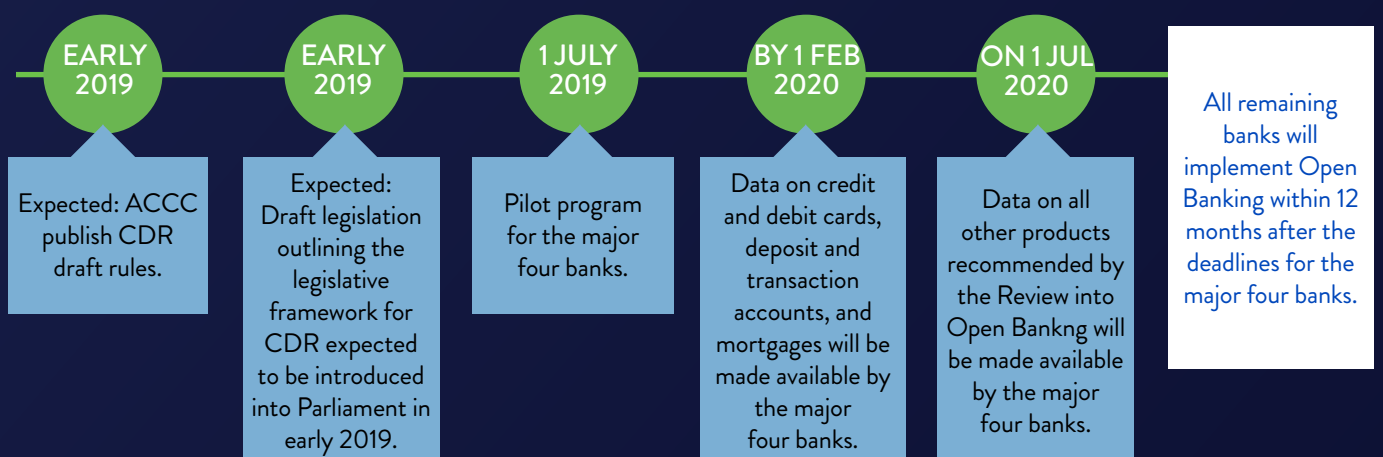 EARLY
2019
Expected: ACCC
publish CDR
draft rules.
EARLY
2019
Expected:
Draft legislation
outlining the
legislative
framework for
CDR expected
to be introduced
into Parliament in
early 2019.
1 JULY
2019
Pilot program
for the major
four banks.
BY 1 FEB
2020
Data on credit
and debit cards,
deposit and
transaction
accounts, and
mortgages will be
made available by
the major
four banks.
ON 1 JUL
2020
Data on all
other products
recommended by
the Review into
Open Bankng will
be made available
by the major
four banks.
All remaining
banks will
implement Open
Banking within 12
months after the
deadlines for the
major four banks.